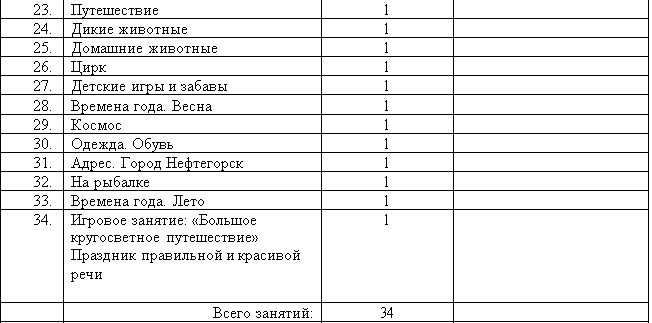 23. Путешествие 1
24. Дикие животные 1
25. Домашние животные 1
26. Цирк 1
27. Детские игры и забавы 1
28. Времена года. Весна 1
29. Космос 1
30. Одежда. Обувь 1
31. Адрес. Город Нефтегорск 1
32. На рыбалке 1
33. Времена года. Лето 1
34. Игровое занятие: «Большое 1
кругосветное путешествие»
Праздник правильной и красивой
речи
Всего занятий: 34